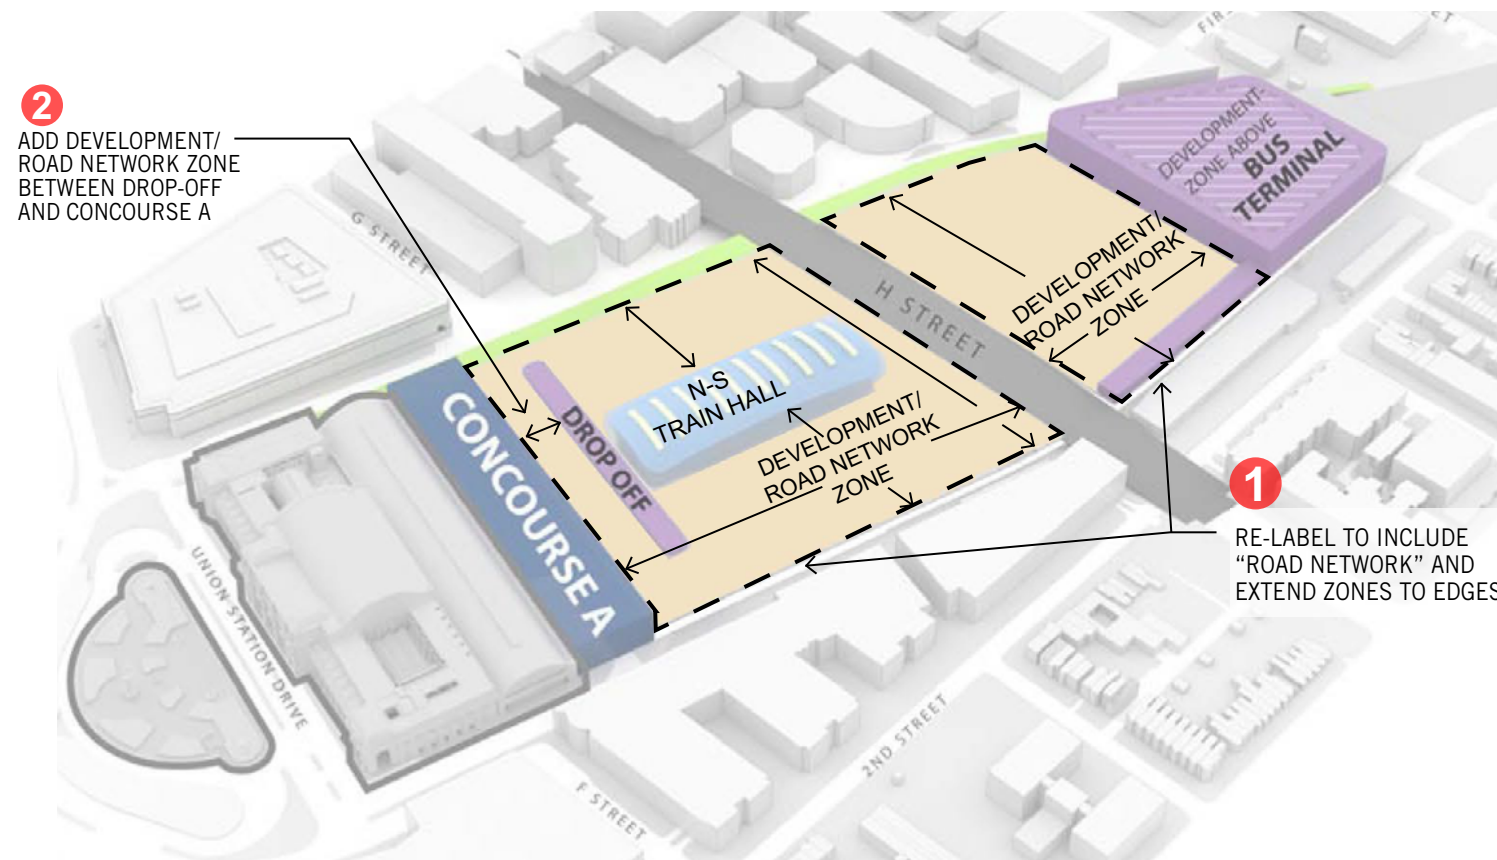 2
ADD DEVELOPMENT/
ROAD NETWORK ZONE
BETWEEN DROP-OFF
AND CONCOURSE A
G STREET
H STREET
DEVELOPMENT-
ZONE ABOVE
BUS
TERMINAL
DEVELOPMENT/
ROAD NETWORK
ZONE
N-S
TRAIN HALL
DROP OFF
DEVELOPMENT/
ROAD NETWORK
ZONE
CONCOURSE A
1
RE-LABEL TO INCLUDE
“ROAD NETWORK” AND
EXTEND ZONES TO EDGES
UNION STATION DRIVE
F STREET
2ND STREET